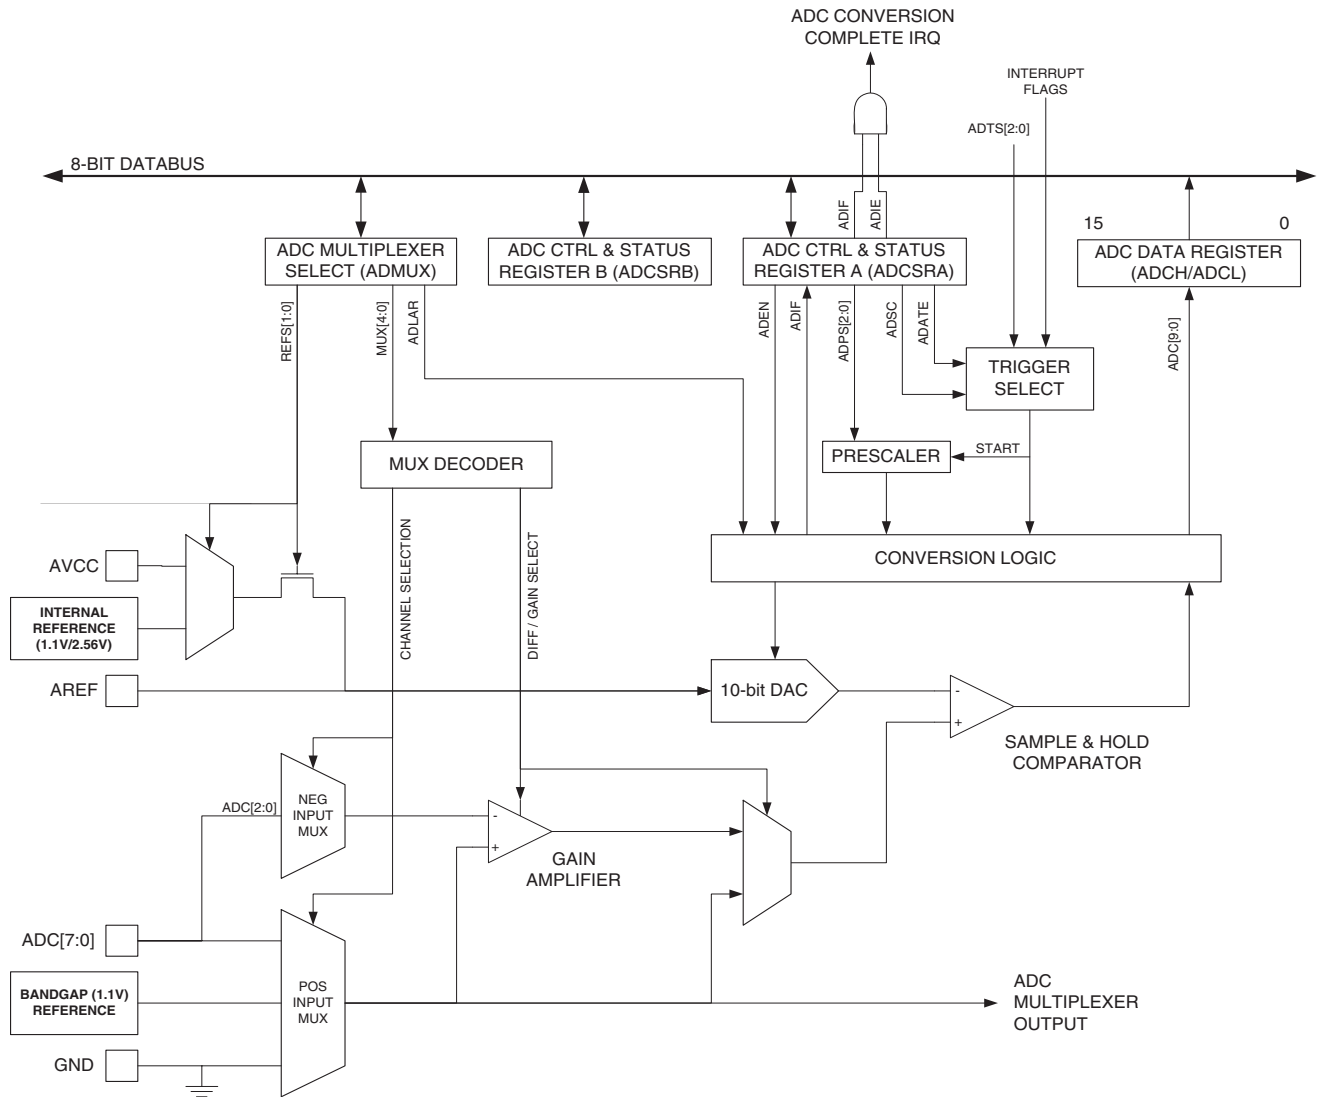 ADC CONVERSION
COMPLETE IRQ
INTERRUPT
FLAGS
ADTS[2:0]
8-BIT DATABUS
ADIF
ADIE
15
0
ADC MULTIPLEXER
SELECT (ADMUX)
ADC CTRL & STATUS
REGISTER B (ADCSRB)
ADC CTRL & STATUS
REGISTER A (ADCSRA)
ADC DATA REGISTER
(ADCH/ADCL)
REFS[1:0]
MUX[4:0]
ADLAR
ADEN
ADIF
ADPS[2:0]
ADSC
ADATE
ADC[9:0]
TRIGGER
SELECT
MUX DECODER
PRESCALER
START
CHANNEL SELECTION
DIFF / GAIN SELECT
CONVERSION LOGIC
AVCC
INTERNAL
REFERENCE
(1.1V/2.56V)
AREF
10-bit DAC
-
+
SAMPLE & HOLD
COMPARATOR
ADC[2:0]
NEG
INPUT
MUX
-
+
GAIN
AMPLIFIER
ADC[7:0]
BANDGAP (1.1V)
REFERENCE
POS
INPUT
MUX
ADC
MULTIPLEXER
OUTPUT
GND